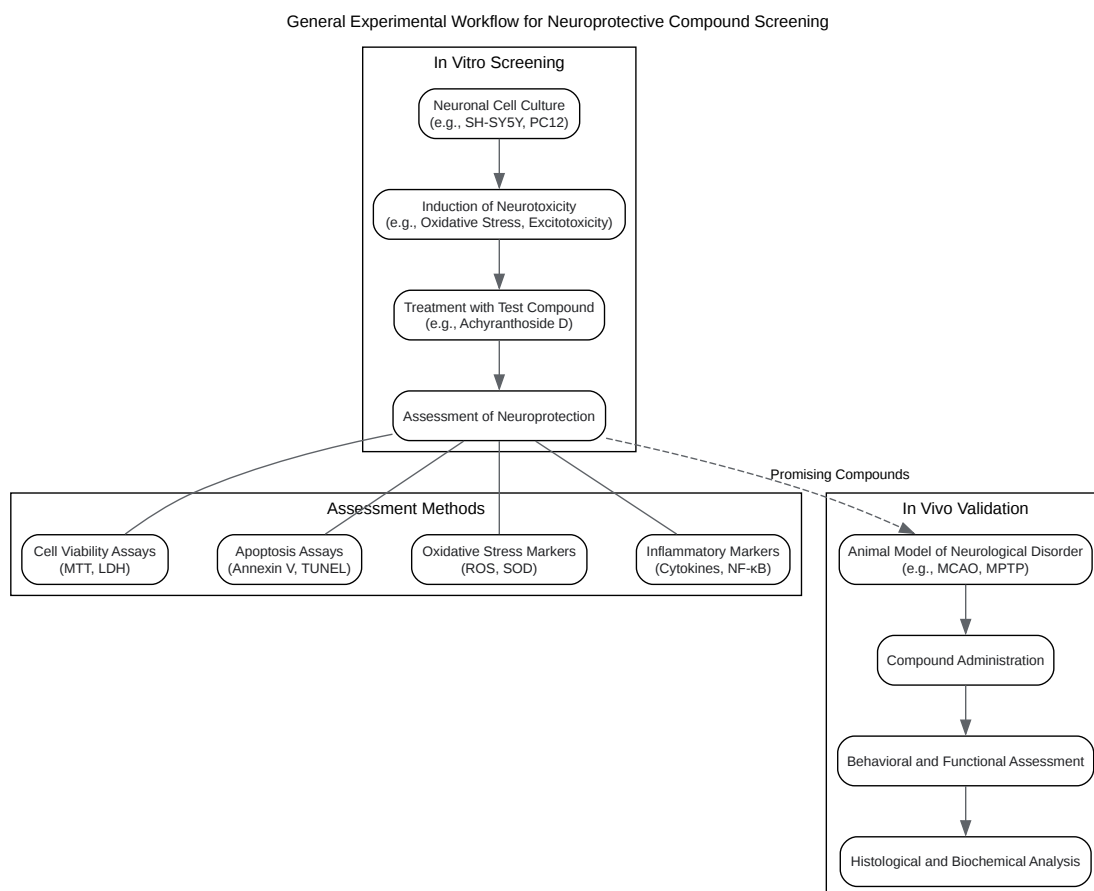 General Experimental Workflow for Neuroprotective Compound Screening
In Vitro Screening
Neuronal Cell Culture
(e.g., SH-SY5Y, PC12)
Induction of Neurotoxicity
(e.g., Oxidative Stress, Excitotoxicity)
Treatment with Test Compound
(e.g., Achyranthoside D)
Assessment of Neuroprotection
Promising Compounds
Assessment Methods
Cell Viability Assays
(MTT, LDH)
Apoptosis Assays
(Annexin V, TUNEL)
Oxidative Stress Markers
(ROS, SOD)
Inflammatory Markers
(Cytokines, NF-κB)
In Vivo Validation
Animal Model of Neurological Disorder
(e.g., MCAO, MPTP)
Compound Administration
Behavioral and Functional Assessment
Histological and Biochemical Analysis